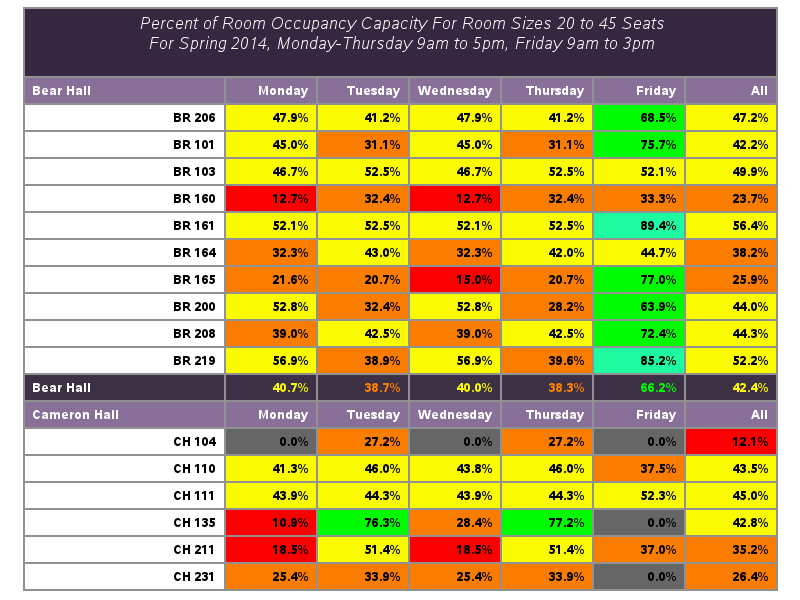 Percent of Room Occupancy Capacity For Room Sizes 20 to 45 Seats
For Spring 2014, Monday-Thursday 9am to 5pm, Friday 9am to 3pm
Bear Hall Monday Tuesday Wednesday Thursday Friday All
BR 206 47.9% 41.2% 47.9% 41.2% 68.5% 47.2%
BR 101 45.0% 31.1% 45.0% 31.1% 75.7% 42.2%
BR 103 46.7% 52.5% 46.7% 52.5% 52.1% 49.9%
BR 160 12.7% 32.4% 12.7% 32.4% 33.3% 23.7%
BR 161 52.1% 52.5% 52.1% 52.5% 89.4% 56.4%
BR 164 32.3% 43.0% 32.3% 42.0% 44.7% 38.2%
BR 165 21.6% 20.7% 15.0% 20.7% 77.0% 25.9%
BR 200 52.8% 32.4% 52.8% 28.2% 63.9% 44.0%
BR 208 39.0% 42.5% 39.0% 42.5% 72.4% 44.3%
BR 219 56.9% 38.9% 56.9% 39.6% 85.2% 52.2%
Bear Hall 40.7% 38.7% 40.0% 38.3% 66.2% 42.4%
Cameron Hall Monday Tuesday Wednesday Thursday Friday All
CH 104 0.0% 27.2% 0.0% 27.2% 0.0% 12.1%
CH 110 41.3% 46.0% 43.8% 46.0% 37.5% 43.5%
CH 111 43.9% 44.3% 43.9% 44.3% 52.3% 45.0%
CH 135 10.9% 76.3% 28.4% 77.2% 0.0% 42.8%
CH 211 18.5% 51.4% 18.5% 51.4% 37.0% 35.2%
CH 231 25.4% 33.9% 25.4% 33.9% 0.0% 26.4%